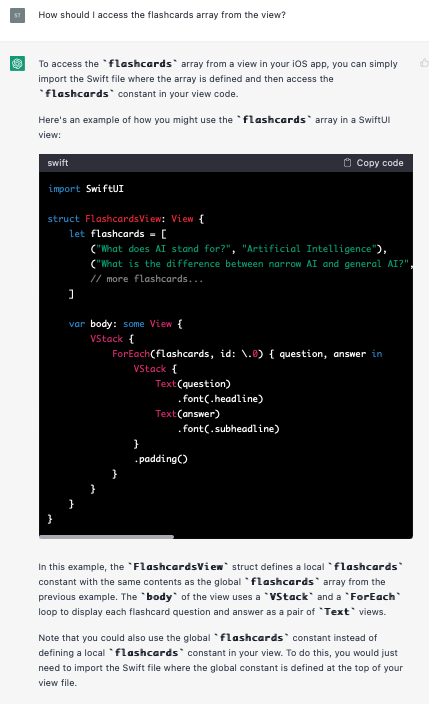 ST
How should I access the flashcards array from the view?
To access the `flashcards` array from a view in your iOS app, you can simply
import the Swift file where the array is defined and then access the
`flashcards` constant in your view code.
Here's an example of how you might use the `flashcards` array in a SwiftUI
view:
swift Copy code
import SwiftUI
struct FlashcardsView: View {
    let flashcards = [
        ("What does AI stand for?", "Artificial Intelligence"),
        ("What is the difference between narrow AI and general AI?",
        // more flashcards...
    ]
    var body: some View {
        VStack {
            ForEach(flashcards, id: \.0) { question, answer in
                VStack {
                    Text(question)
                        .font(.headline)
                    Text(answer)
                        .font(.subheadline)
                }
                .padding()
            }
        }
    }
}
In this example, the `FlashcardsView` struct defines a local `flashcards`
constant with the same contents as the global `flashcards` array from the
previous example. The `body` of the view uses a `VStack` and a `ForEach`
loop to display each flashcard question and answer as a pair of `Text` views.
Note that you could also use the global `flashcards` constant instead of
defining a local `flashcards` constant in your view. To do this, you would just
need to import the Swift file where the global constant is defined at the top of your
view file.